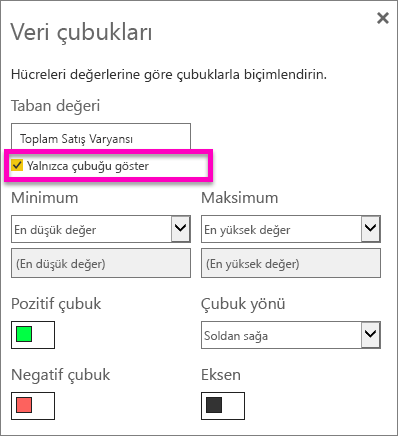 Veri çubukları
Hücreleri değerlerine göre çubuklarla biçimlendirin.
Taban değeri
Toplam Satış Varyansı
Yalnızca çubuğu göster
Minimum
Maksimum
En düşük değer
En yüksek değer
(En düşük değer)
(En yüksek değer)
Pozitif çubuk
Çubuk yönü
Soldan sağa
Negatif çubuk
Eksen